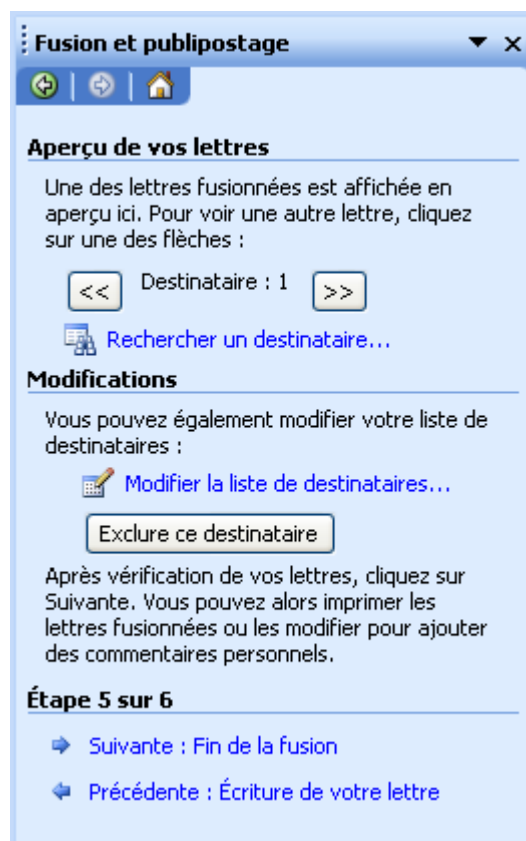 Fusion et publipostage
Aperçu de vos lettres
Une des lettres fusionnées est affichée en
aperçu ici. Pour voir une autre lettre, cliquez
sur une des flèches :
<< Destinataire : 1 >>
Rechercher un destinataire...
Modifications
Vous pouvez également modifier votre liste de
destinataires :
Modifier la liste de destinataires...
Exclure ce destinataire
Après vérification de vos lettres, cliquez sur
Suivante. Vous pouvez alors imprimer les
lettres fusionnées ou les modifier pour ajouter
des commentaires personnels.
Étape 5 sur 6
Suivante : Fin de la fusion
Précédente : Écriture de votre lettre